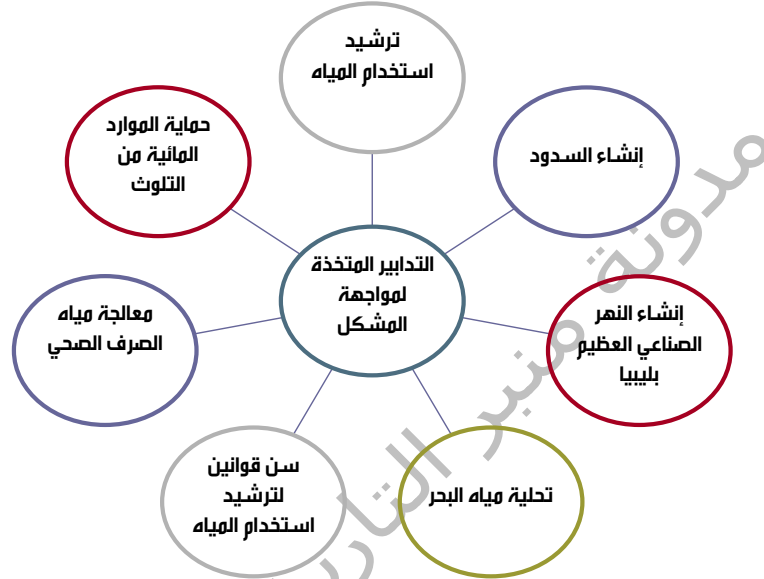 ترشيد
استخدام المياه
إنشاء السدود
إنشاء النهر
الصناعي العظيم
بليبيا
تحلية مياه البحر
سن قوانين
لترشيد
استخدام المياه
معالجة مياه
الصرف الصحي
حماية الموارد
المائية من
التلوث
التدابير المتخذة
لمواجهة
المشكل
مدونة منبر